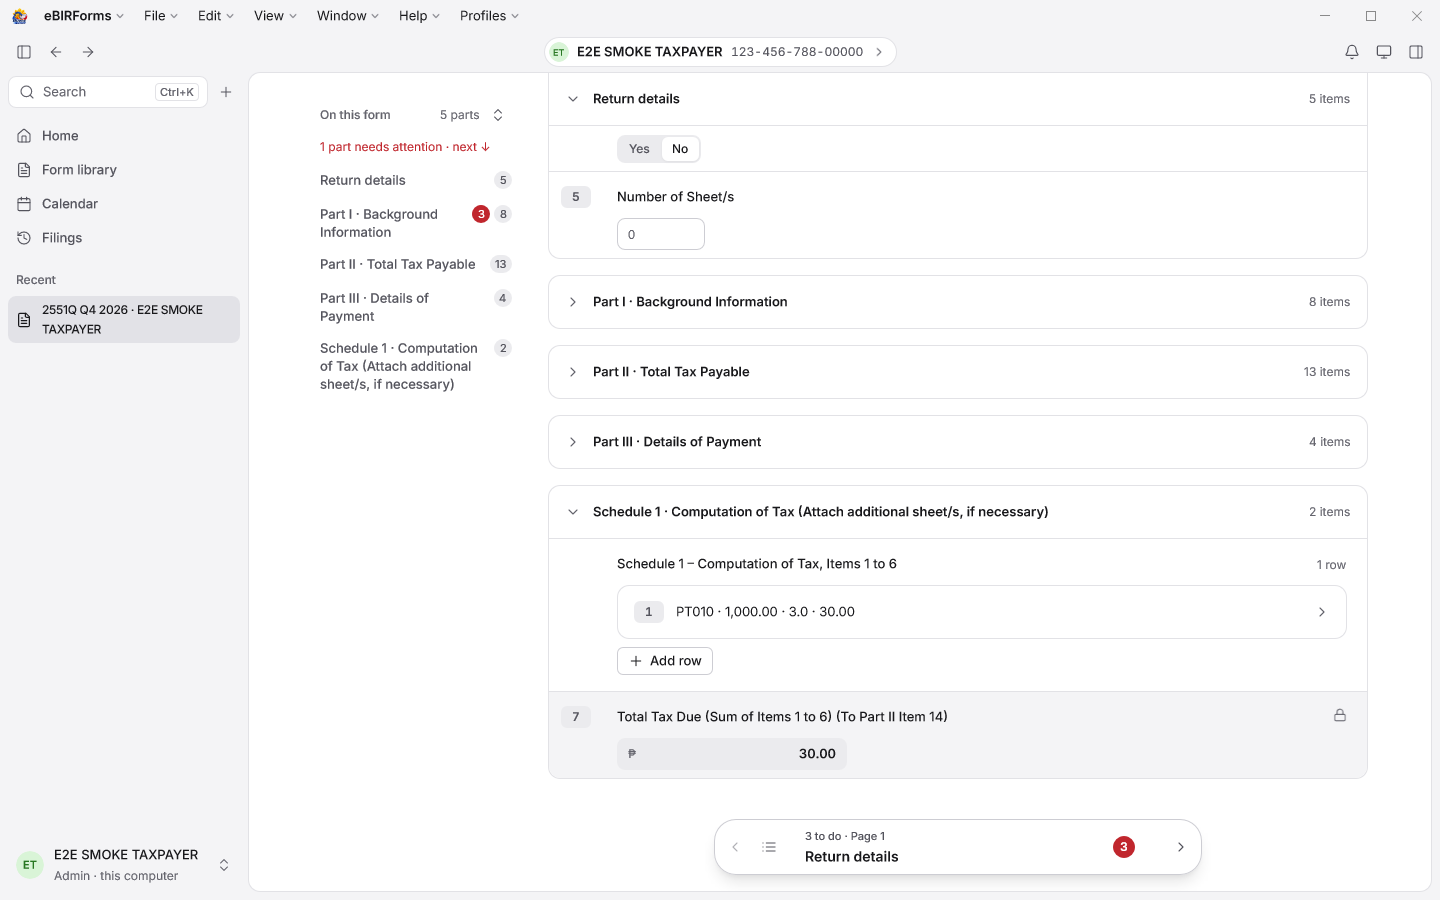 eBIRForms File Edit View Window Help Profiles
ET E2E SMOKE TAXPAYER 123-456-788-00000
Search Ctrl+K
Home
Form library
Calendar
Filings
Recent
2551Q Q4 2026 · E2E SMOKE
TAXPAYER
ET E2E SMOKE TAXPAYER
Admin · this computer
On this form 5 parts
1 part needs attention · next ↓
Return details 5
Part I · Background 3 8
Information
Part II · Total Tax Payable 13
Part III · Details of 4
Payment
Schedule 1 · Computation 2
of Tax (Attach additional
sheet/s, if necessary)
Return details 5 items
Yes No
5 Number of Sheet/s
0
Part I · Background Information 8 items
Part II · Total Tax Payable 13 items
Part III · Details of Payment 4 items
Schedule 1 · Computation of Tax (Attach additional sheet/s, if necessary) 2 items
Schedule 1 – Computation of Tax, Items 1 to 6 1 row
1 PT010 · 1,000.00 · 3.0 · 30.00
+ Add row
7 Total Tax Due (Sum of Items 1 to 6) (To Part II Item 14)
₱ 30.00
3 to do · Page 1
Return details 3